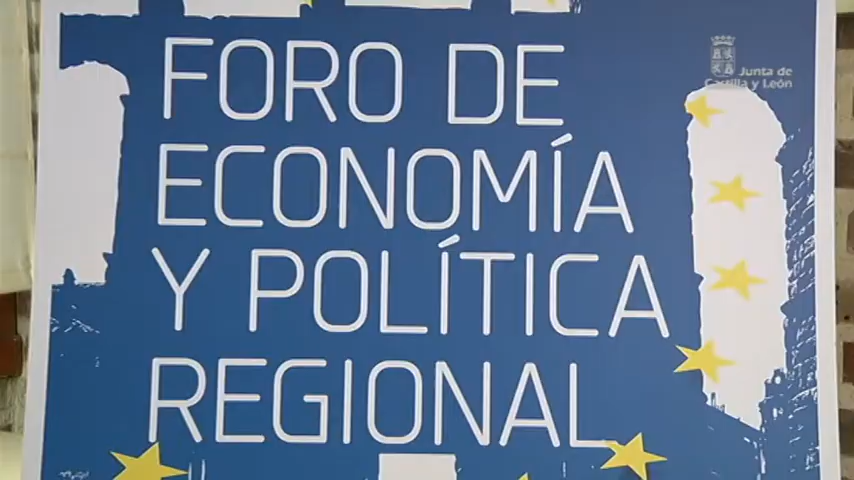 FORO DE
ECONOMÍA
Y POLÍTICA
REGIONAL
Junta de
Castilla y León